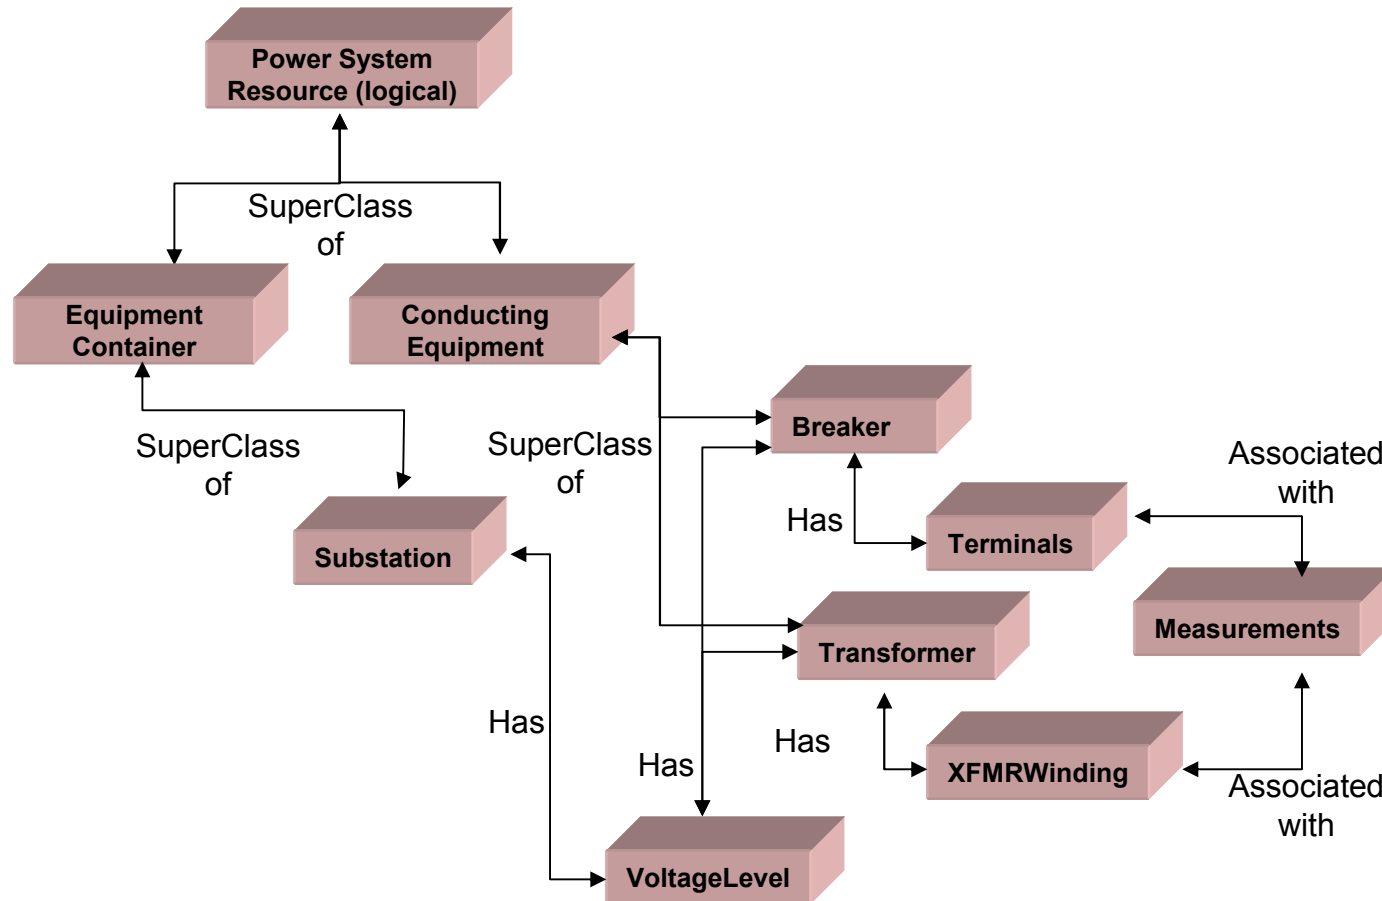 Power System
Resource (logical)
SuperClass
of
Equipment
Container
Conducting
Equipment
SuperClass
of
SuperClass
of
Breaker
Associated
with
Has
Terminals
Substation
Measurements
Transformer
Has
Has
Has
XFMRWinding
Associated
with
VoltageLevel